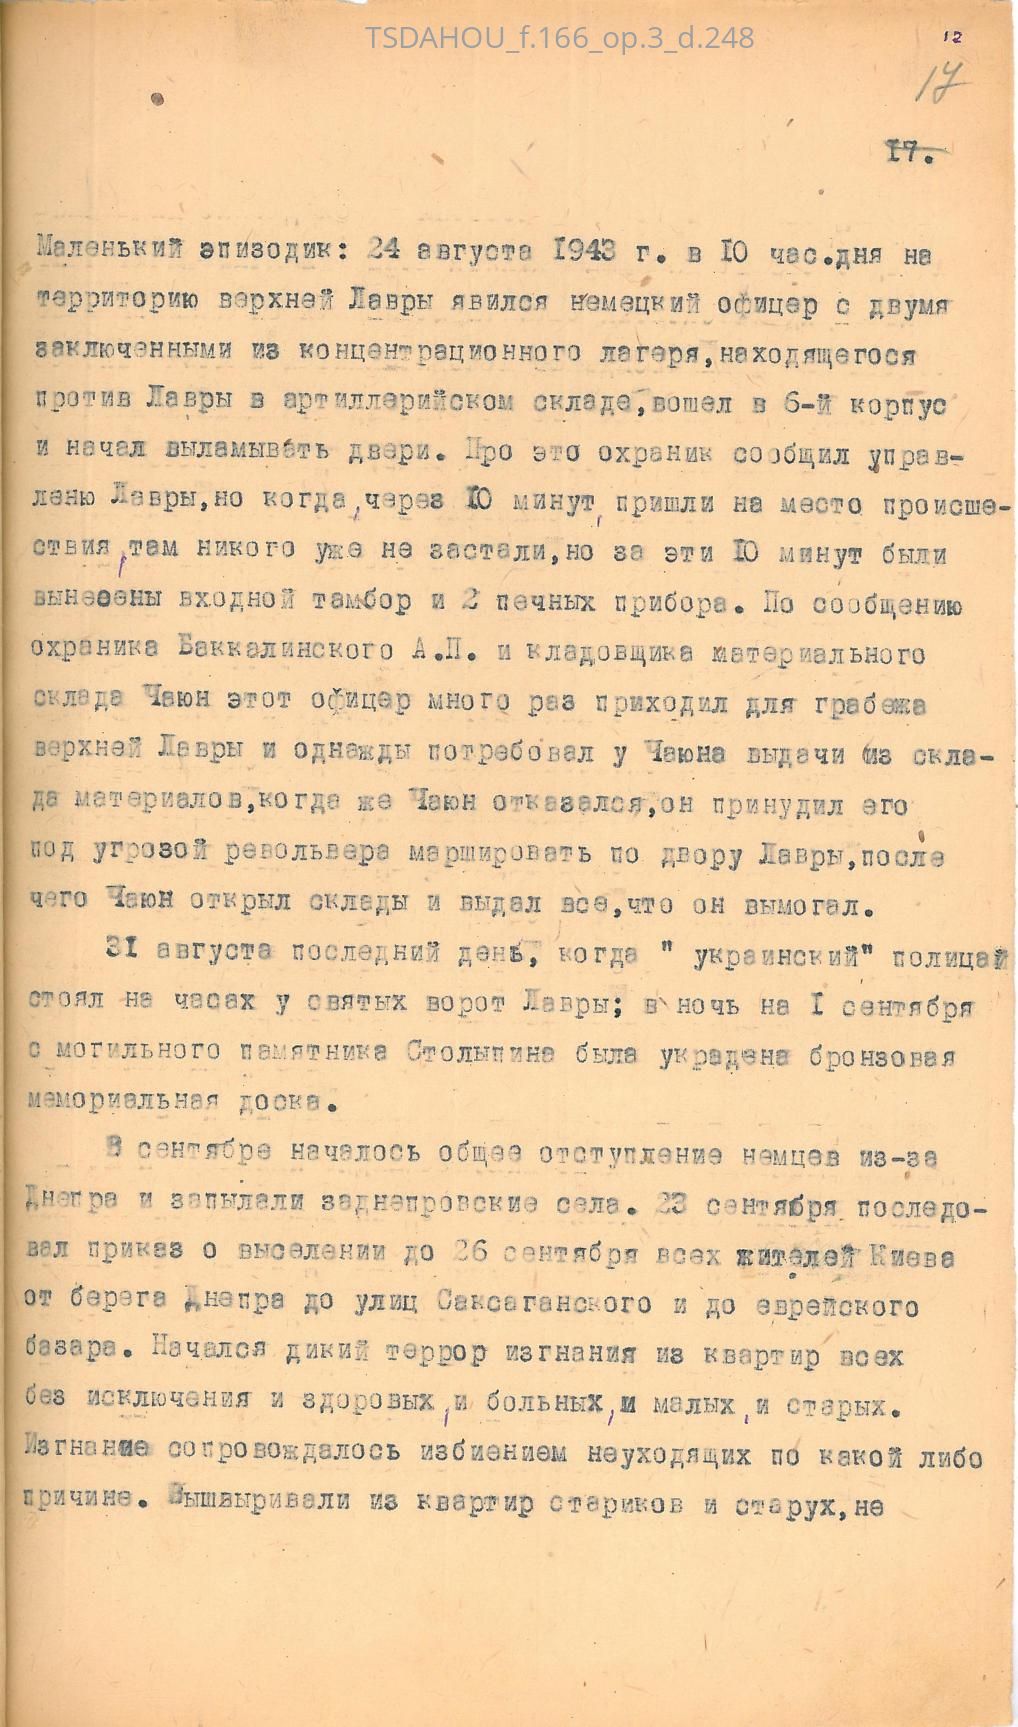 TSDAHOU_f.166_op.3_d.248
12
17
17.
Маленький эпизодик: 24 августа 1943 г. в 10 час.дня на
территорию верхней Лавры явился немецкий офицер с двумя
заключенными из концентрационного лагеря,находящегося
против Лавры в артиллерийском складе,вошел в 6-й корпус
и начал выламывать двери. Про это охраник сообщил управ-
леню Лавры,но когда,через 10 минут, пришли на место происше-
ствия,там никого уже не застали,но за эти 10 минут были
вынесены входной тамбор и 2 печных прибора. По сообщению
охраника Баккалинского А.П. и кладовщика материального
склада Чаюн этот офицер много раз приходил для грабежа
верхней Лавры и однажды потребовал у Чаюна выдачи из скла-
да материалов,когда же Чаюн отказался,он принудил его
под угрозой револьвера маршировать по двору Лавры,после
чего Чаюн открыл склады и выдал все,что он вымогал.
31 августа последний день, когда " украинский" полицай
стоял на часах у святых ворот Лавры; в ночь на I сентября
с могильного памятника Столыпина была украдена бронзовая
мемориальная доска.
В сентябре началось общее отступление немцев из-за
Днепра и запылали заднепровские села. 23 сентября последо-
вал приказ о выселении до 26 сентября всех жителей Киева
от берега Днепра до улиц Саксаганского и до еврейского
базара. Начался дикий террор изгнания из квартир всех
без исключения и здоровых,и больных,и малых,и старых.
Изгнание сопровождалось избиением неуходящих по какой либо
причине. Вышвыривали из квартир стариков и старух,не